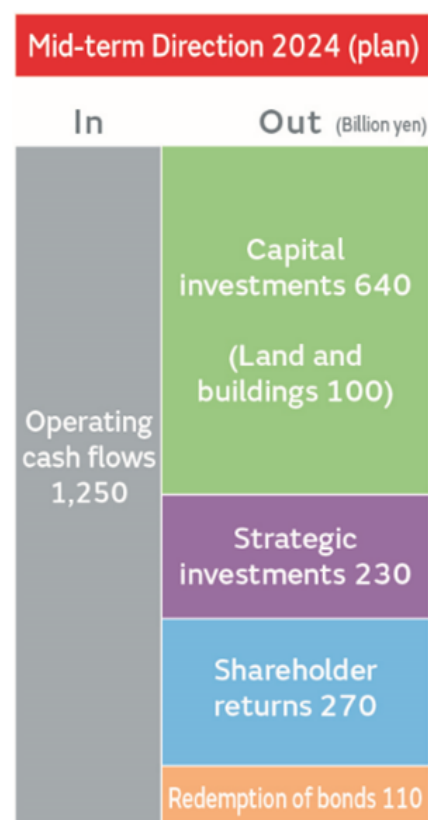 Mid-term Direction 2024 (plan)
In
Out (Billion yen)
Operating
cash flows
1,250
Capital
investments 640
(Land and
buildings 100)
Strategic
investments 230
Shareholder
returns 270
Redemption of bonds 110